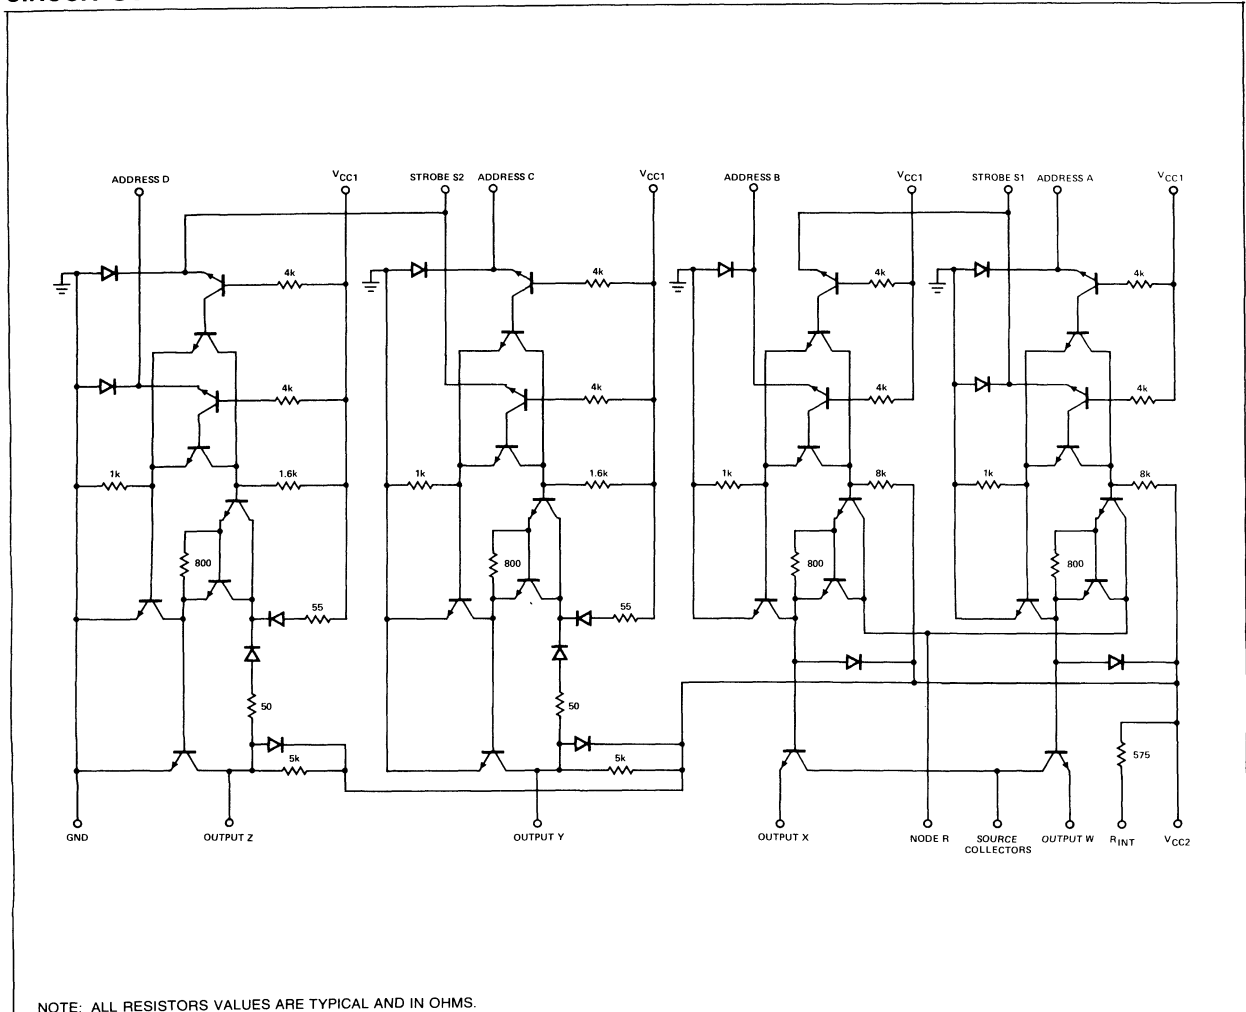 ADDRESS D
VCC1
STROBE S2
ADDRESS C
VCC1
ADDRESS B
VCC1
STROBE S1
ADDRESS A
VCC1
4k
4k
4k
4k
4k
4k
4k
4k
1k
1.6k
1k
1.6k
1k
8k
1k
8k
800
800
800
800
55
55
50
50
5k
5k
575
GND
OUTPUT Z
OUTPUT Y
OUTPUT X
NODE R
SOURCE
COLLECTORS
OUTPUT W
RINT
VCC2
NOTE: ALL RESISTORS VALUES ARE TYPICAL AND IN OHMS.